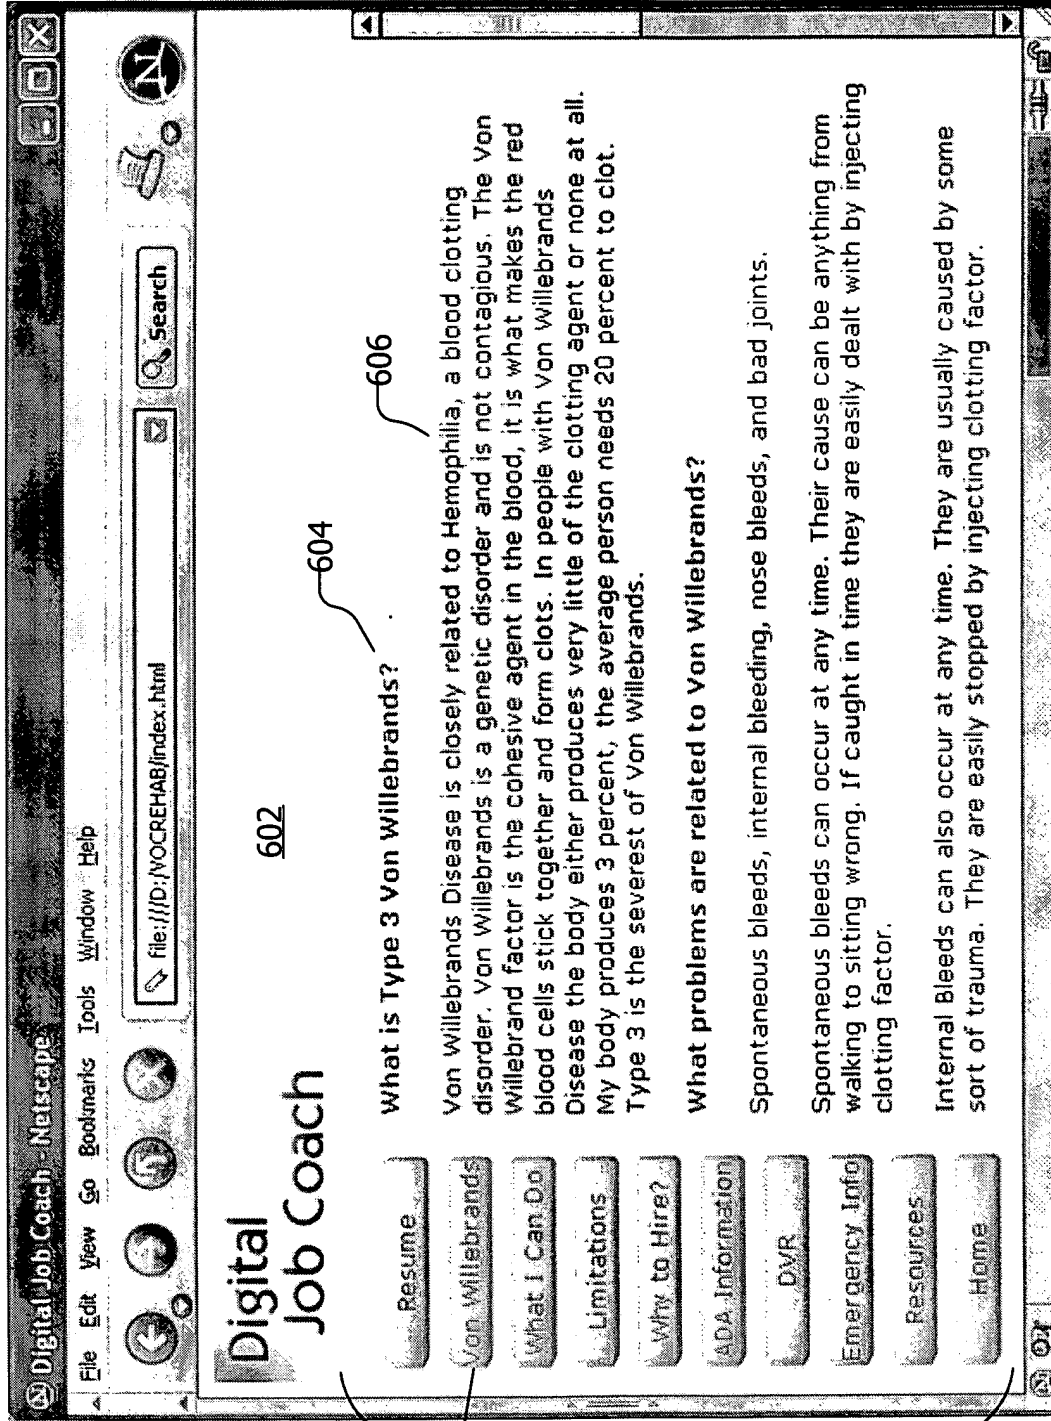 Digital Job Coach - Netscape
File Edit View Go Bookmarks Tools Window Help
file:///D:/VOCREHAB/index.html
Search
N
Digital
Job Coach
602
604
606
Resume
Von Willebrands
What I Can Do
Limitations
Why to Hire?
ADA Information
DVR
Emergency Info
Resources
Home
What is Type 3 Von Willebrands?
Von Willebrands Disease is closely related to Hemophilia, a blood clotting
disorder. Von Willebrands is a genetic disorder and is not contagious. The Von
Willebrand factor is the cohesive agent in the blood, it is what makes the red
blood cells stick together and form clots. In people with Von Willebrands
Disease the body either produces very little of the clotting agent or none at all.
My body produces 3 percent, the average person needs 20 percent to clot.
Type 3 is the severest of Von Willebrands.
What problems are related to Von Willebrands?
Spontaneous bleeds, internal bleeding, nose bleeds, and bad joints.
Spontaneous bleeds can occur at any time. Their cause can be anything from
walking to sitting wrong. If caught in time they are easily dealt with by injecting
clotting factor.
Internal Bleeds can also occur at any time. They are usually caused by some
sort of trauma. They are easily stopped by injecting clotting factor.